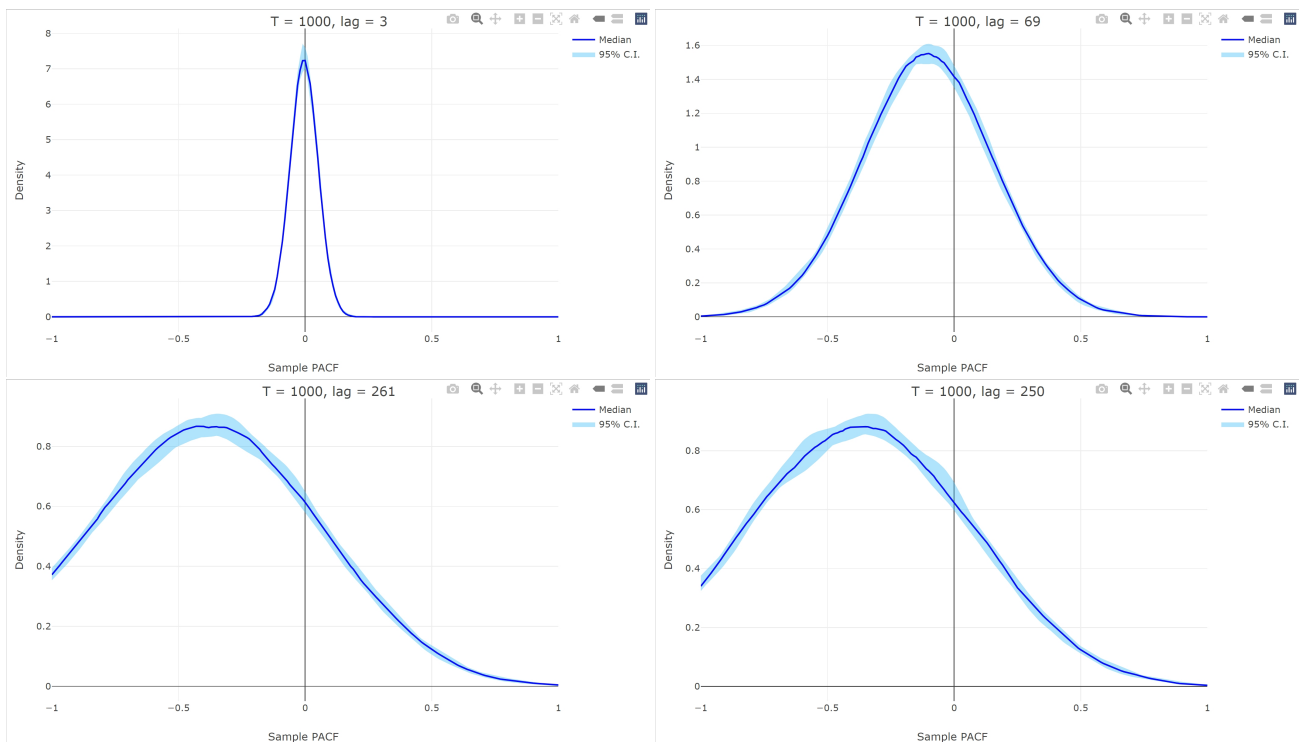 T = 1000, lag = 3
Median
95% C.I.
8
7
6
5
4
3
2
1
0
Density
−1
−0.5
0
0.5
1
Sample PACF
T = 1000, lag = 69
Median
95% C.I.
1.6
1.4
1.2
1
0.8
0.6
0.4
0.2
0
Density
−1
−0.5
0
0.5
1
Sample PACF
T = 1000, lag = 261
Median
95% C.I.
0.8
0.6
0.4
0.2
0
Density
−1
−0.5
0
0.5
1
Sample PACF
T = 1000, lag = 250
Median
95% C.I.
0.8
0.6
0.4
0.2
0
Density
−1
−0.5
0
0.5
1
Sample PACF